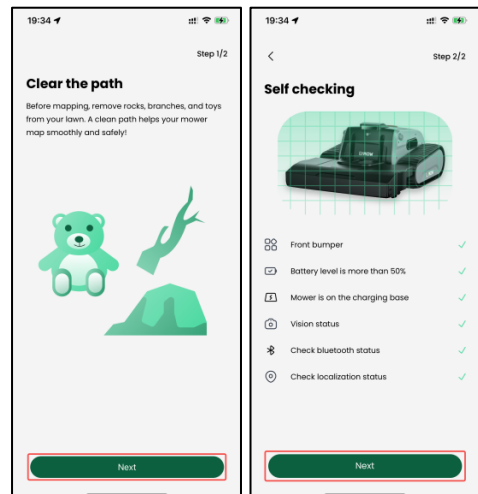 19:34
Step 1/2
Clear the path
Before mapping, remove rocks, branches, and toys
from your lawn. A clean path helps your mower
map smoothly and safely!
Next
19:34
Step 2/2
Self checking
Front bumper
Battery level is more than 50%
Mower is on the charging base
Vision status
Check bluetooth status
Check localization status
Next